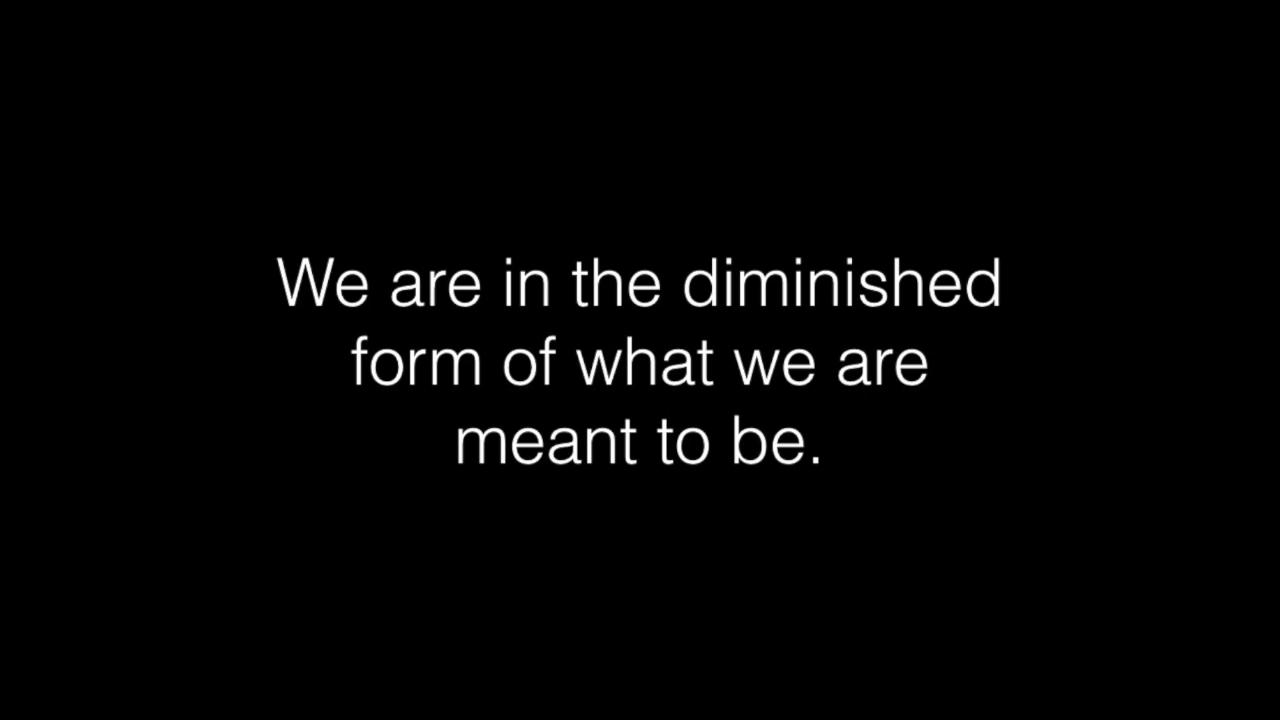 We are in the diminished
form of what we are
meant to be.